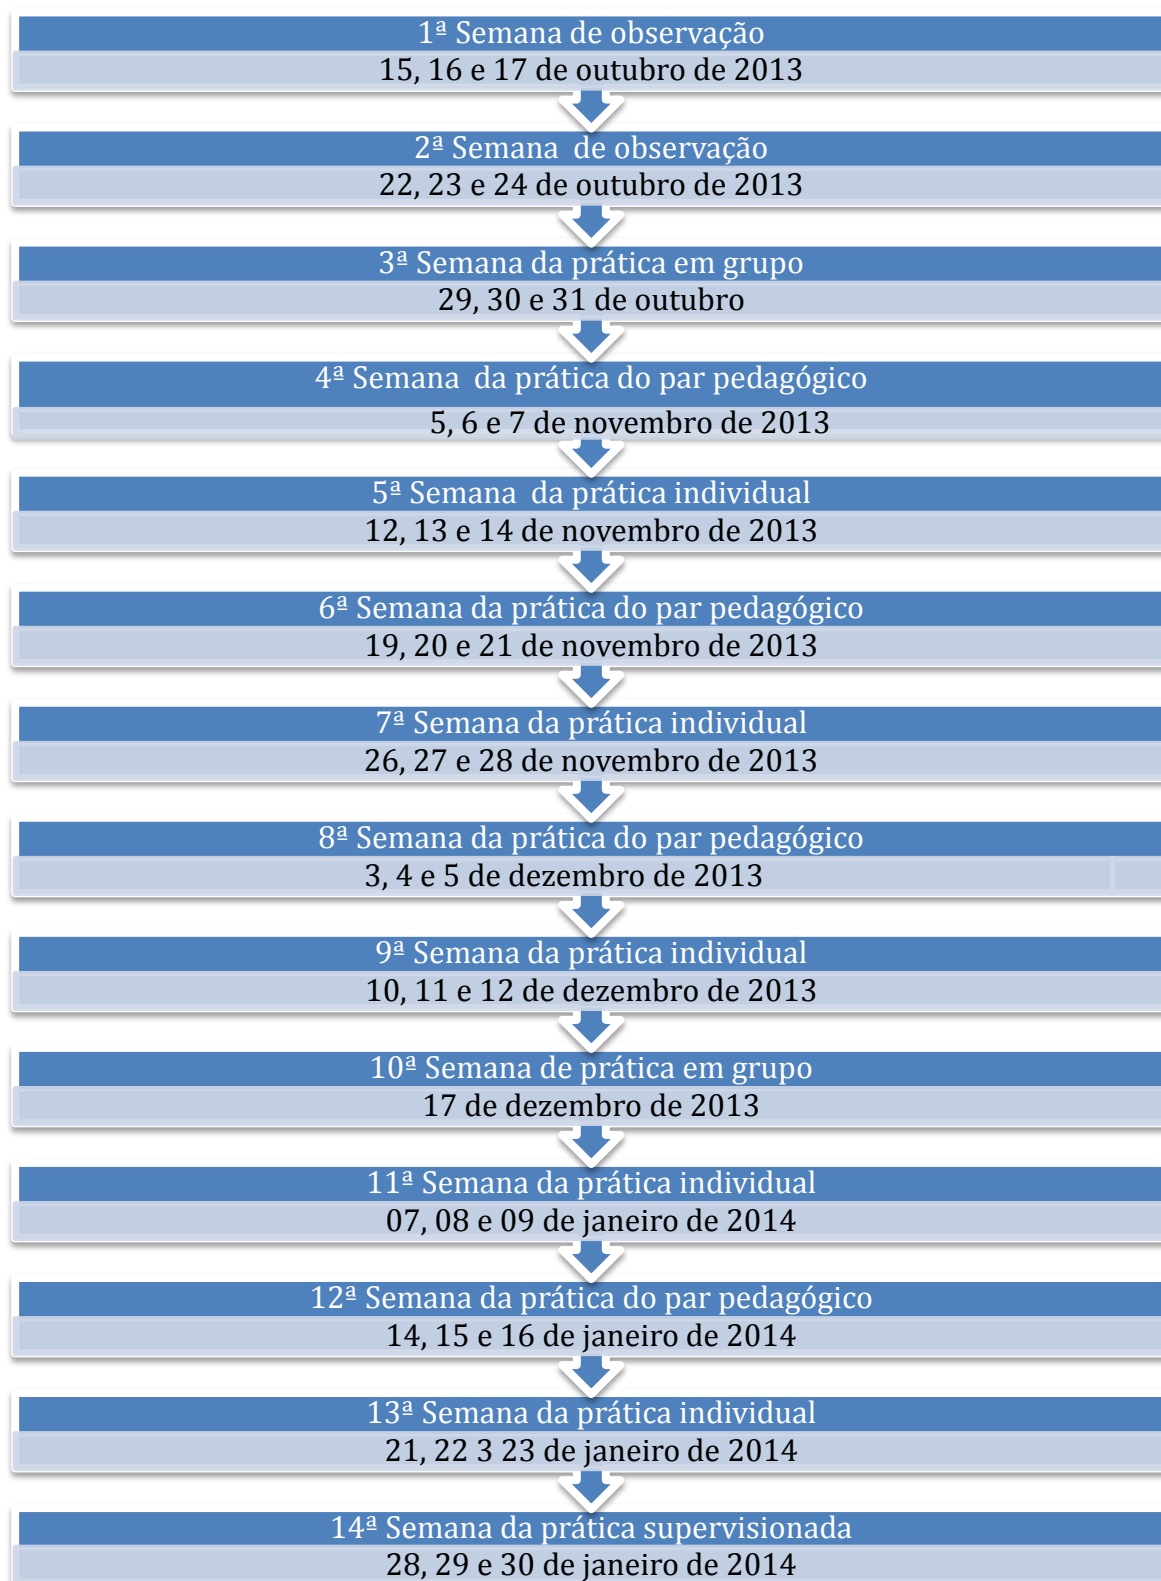 1ª Semana de observação
15, 16 e 17 de outubro de 2013
2ª Semana de observação
22, 23 e 24 de outubro de 2013
3ª Semana da prática em grupo
29, 30 e 31 de outubro
4ª Semana da prática do par pedagógico
5, 6 e 7 de novembro de 2013
5ª Semana da prática individual
12, 13 e 14 de novembro de 2013
6ª Semana da prática do par pedagógico
19, 20 e 21 de novembro de 2013
7ª Semana da prática individual
26, 27 e 28 de novembro de 2013
8ª Semana da prática do par pedagógico
3, 4 e 5 de dezembro de 2013
9ª Semana da prática individual
10, 11 e 12 de dezembro de 2013
10ª Semana de prática em grupo
17 de dezembro de 2013
11ª Semana da prática individual
07, 08 e 09 de janeiro de 2014
12ª Semana da prática do par pedagógico
14, 15 e 16 de janeiro de 2014
13ª Semana da prática individual
21, 22 3 23 de janeiro de 2014
14ª Semana da prática supervisionada
28, 29 e 30 de janeiro de 2014